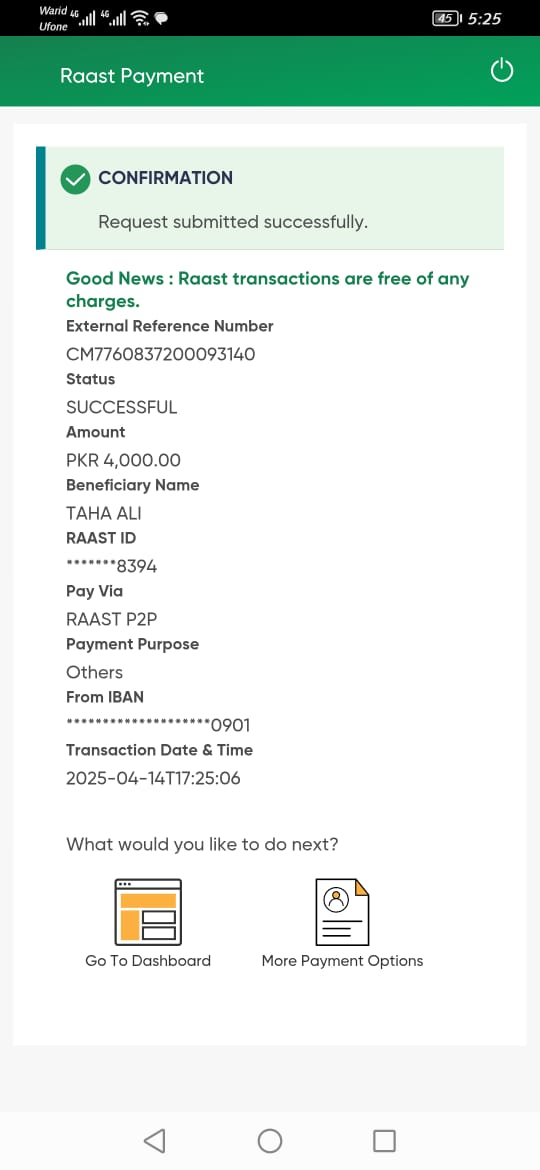 Warid 4G 4G 45 5:25
Ufone
Raast Payment
CONFIRMATION
Request submitted successfully.
Good News : Raast transactions are free of any
charges.
External Reference Number
CM7760837200093140
Status
SUCCESSFUL
Amount
PKR 4,000.00
Beneficiary Name
TAHA ALI
RAAST ID
*******8394
Pay Via
RAAST P2P
Payment Purpose
Others
From IBAN
********************0901
Transaction Date & Time
2025-04-14T17:25:06
What would you like to do next?
Go To Dashboard More Payment Options